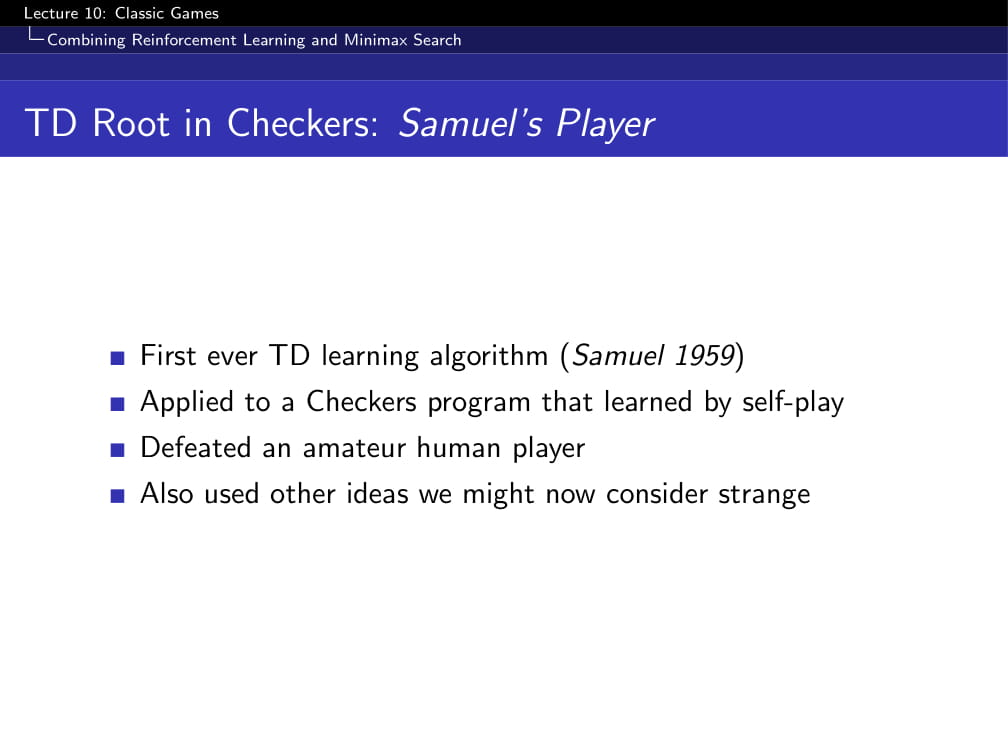 Lecture 10: Classic Games
Combining Reinforcement Learning and Minimax Search
TD Root in Checkers: Samuel's Player
First ever TD learning algorithm (Samuel 1959)
Applied to a Checkers program that learned by self-play
Defeated an amateur human player
Also used other ideas we might now consider strange